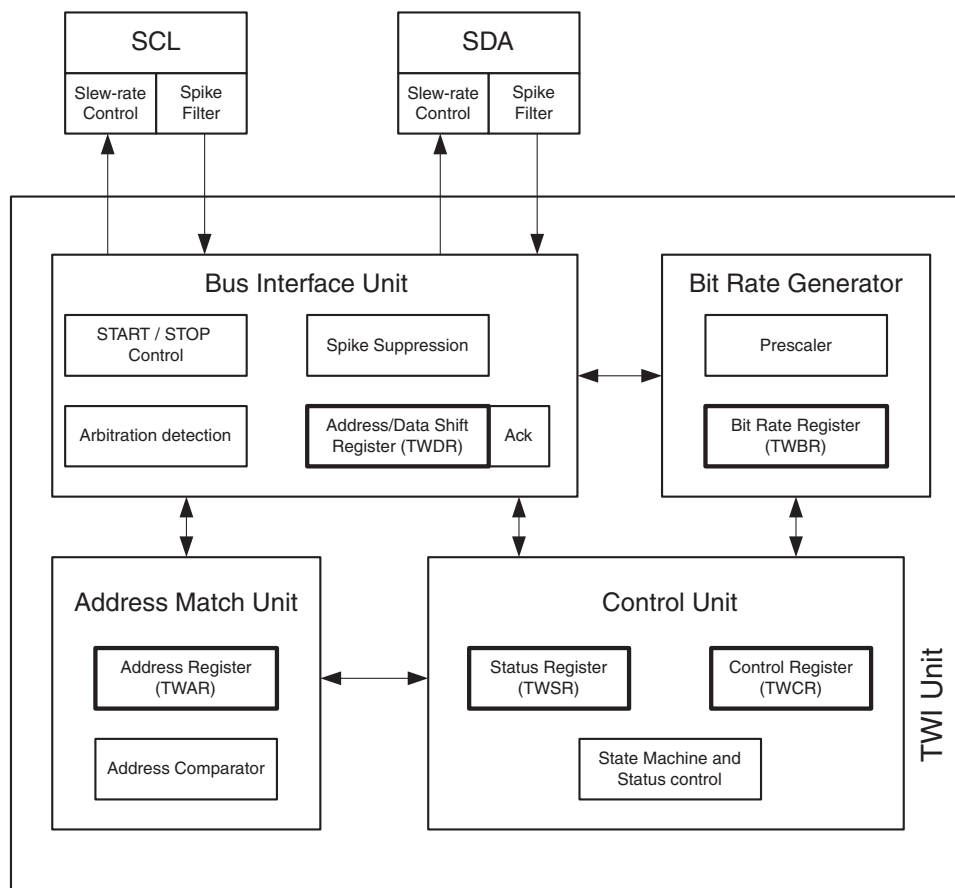 SCL
SDA
Slew-rate
Control
Spike
Filter
Slew-rate
Control
Spike
Filter
Bus Interface Unit
START / STOP
Control
Spike Suppression
Arbitration detection
Address/Data Shift
Register (TWDR)
Ack
Bit Rate Generator
Prescaler
Bit Rate Register
(TWBR)
Address Match Unit
Address Register
(TWAR)
Address Comparator
Control Unit
Status Register
(TWSR)
Control Register
(TWCR)
State Machine and
Status control
TWI Unit